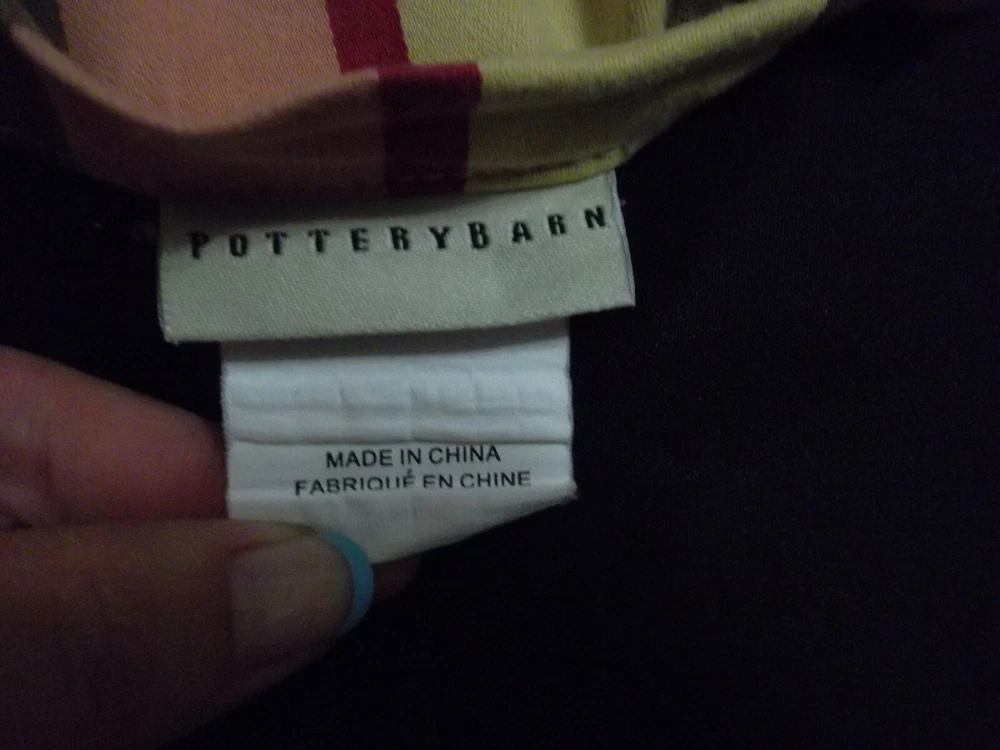 POTTERYBARN
MADE IN CHINA
FABRIQUÉ EN CHINE